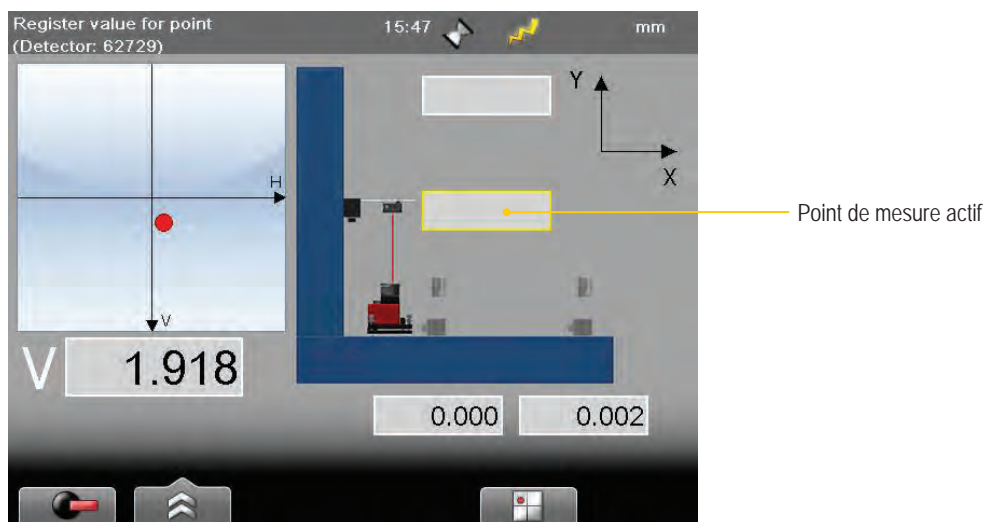 Register value for point
(Detector: 62729)
15:47
mm
H
V
V 1.918
Y
X
0.000 0.002
Point de mesure actif